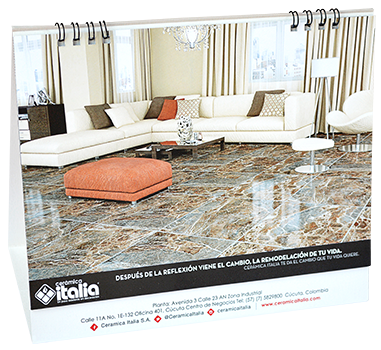 DESPUÉS DE LA REFLEXIÓN VIENE EL CAMBIO, LA REMODELACIÓN DE TU VIDA.
CERÁMICA ITALIA TE DA EL CAMBIO QUE TU VIDA QUIERE.
cerámica
italia
Planta: Avenida 3 Calle 23 AN Zona Industrial
Calle 11A No. 1E-132 Oficina #01, Cúcuta Centro de Negocios Tel: (57) (7) 5829800 Cúcuta, Colombia
Ceramica Italia S.A. @CeramicaItalia ceramicaitalia www.ceramicaitalia.com